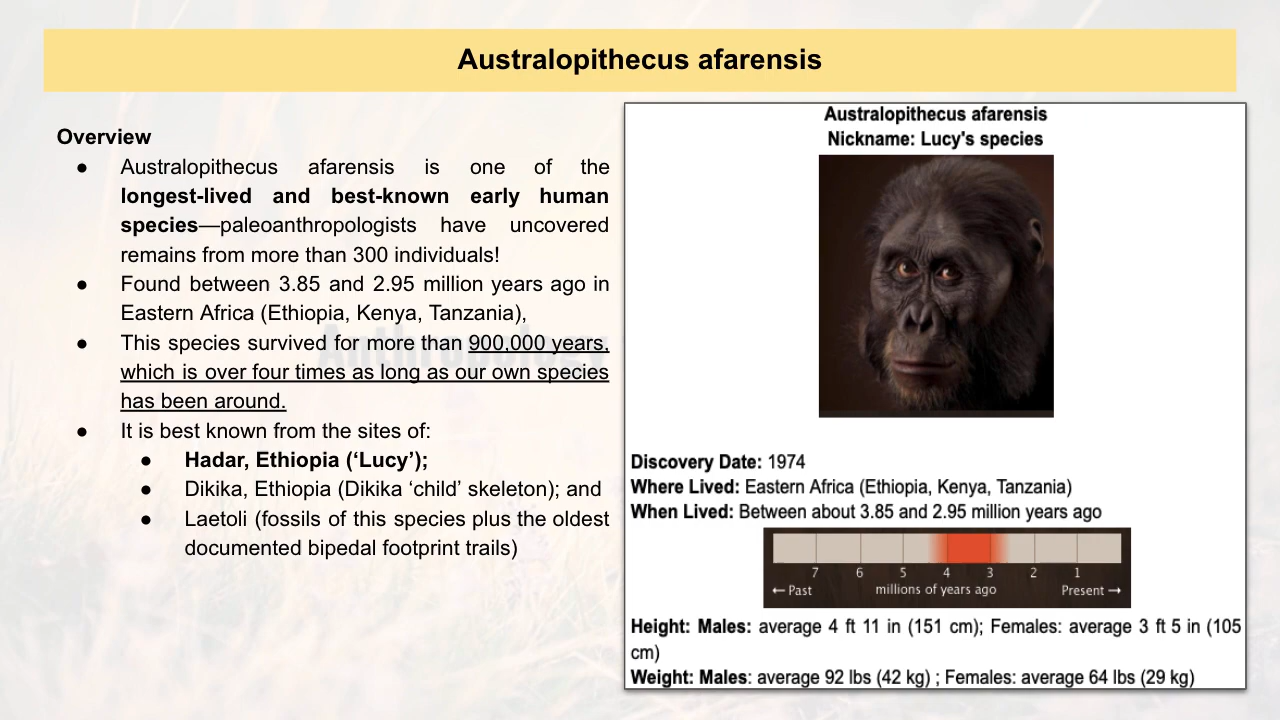 Australopithecus afarensis
Overview
● Australopithecus afarensis is one of the
longest-lived and best-known early human
species—paleoanthropologists have uncovered
remains from more than 300 individuals!
● Found between 3.85 and 2.95 million years ago in
Eastern Africa (Ethiopia, Kenya, Tanzania),
● This species survived for more than 900,000 years,
which is over four times as long as our own species
has been around.
● It is best known from the sites of:
● Hadar, Ethiopia (‘Lucy’);
● Dikika, Ethiopia (Dikika ‘child’ skeleton); and
● Laetoli (fossils of this species plus the oldest
documented bipedal footprint trails)
Anthropology
Australopithecus afarensis
Nickname: Lucy's species
Discovery Date: 1974
Where Lived: Eastern Africa (Ethiopia, Kenya, Tanzania)
When Lived: Between about 3.85 and 2.95 million years ago
7 6 5 4 3 2 1
← Past millions of years ago Present →
Height: Males: average 4 ft 11 in (151 cm); Females: average 3 ft 5 in (105
cm)
Weight: Males: average 92 lbs (42 kg) ; Females: average 64 lbs (29 kg)